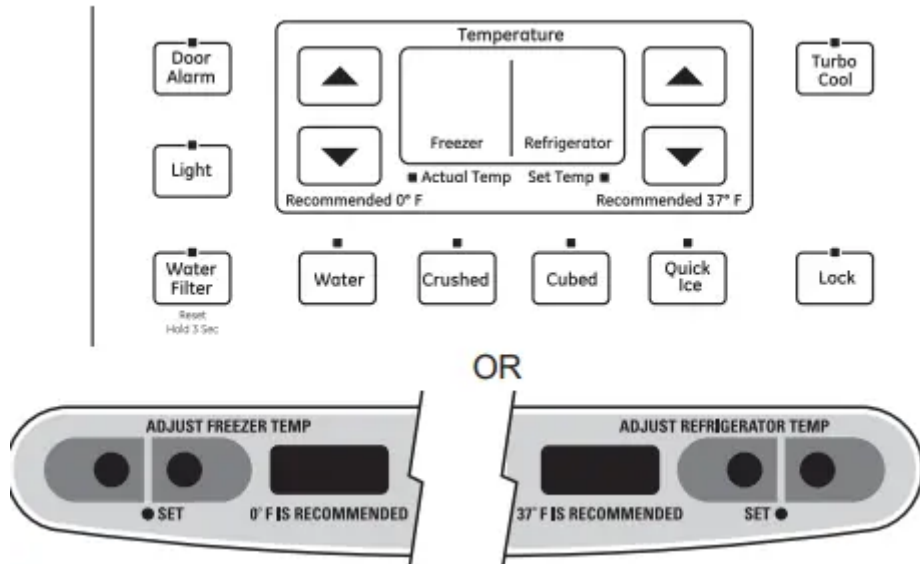 Temperature
Door
Alarm
Turbo
Cool
Freezer
Refrigerator
Light
Actual Temp
Set Temp
Recommended 0° F
Recommended 37° F
Water
Filter
Water
Crushed
Cubed
Quick
Ice
Lock
Reset
Hold 3 Sec
OR
ADJUST FREEZER TEMP
ADJUST REFRIGERATOR TEMP
SET
0° F IS RECOMMENDED
37° F IS RECOMMENDED
SET